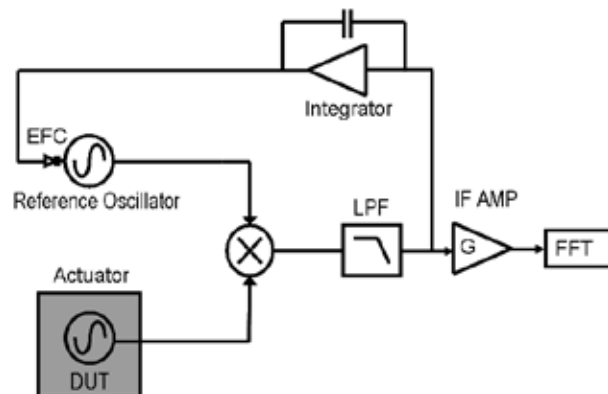 Integrator
EFC
Reference Oscillator
LPF
IF AMP
G
FFT
Actuator
DUT